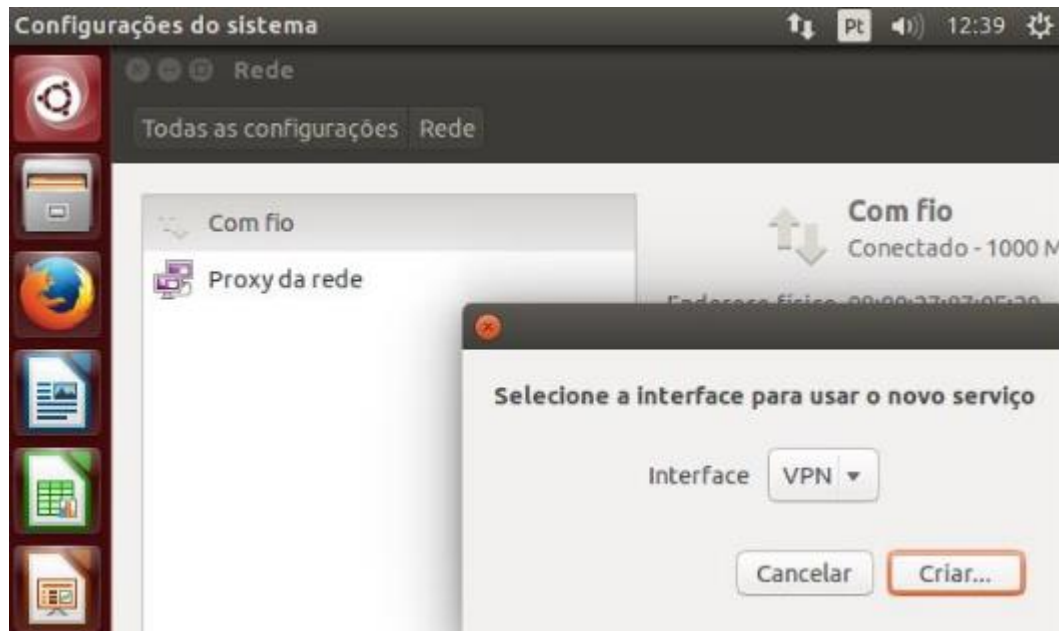 Configurações do sistema
Pt
12:39
Rede
Todas as configurações Rede
Com fio
Proxy da rede
Com fio
Conectado - 1000 M
Selecione a interface para usar o novo serviço
Interface VPN
Cancelar Criar...